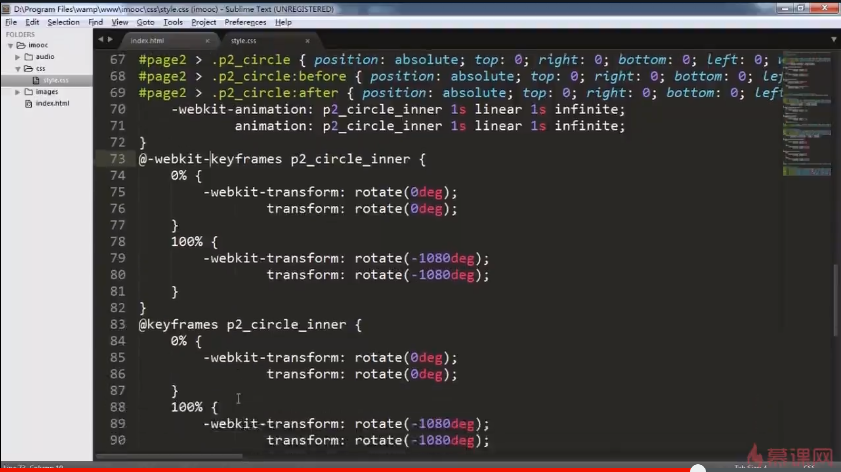 D:\Program Files\wamp\www\imooc\css\style.css (imooc) - Sublime Text (UNREGISTERED)
File Edit Selection Find View Goto Tools Project Preferences Help
FOLDERS
imooc
audio
css
style.css
images
index.html
index.html × style.css ×
67 #page2 > .p2_circle { position: absolute; top: 0; right: 0; bottom: 0; left: 0; w
68 #page2 > .p2_circle:before { position: absolute; top: 0; right: 0; bottom: 0; le
69 #page2 > .p2_circle:after { position: absolute; top: 0; right: 0; bottom: 0; lef
70 -webkit-animation: p2_circle_inner 1s linear 1s infinite;
71 animation: p2_circle_inner 1s linear 1s infinite;
72 }
73 @-webkit-keyframes p2_circle_inner {
74 0% {
75 -webkit-transform: rotate(0deg);
76 transform: rotate(0deg);
77 }
78 100% {
79 -webkit-transform: rotate(-1080deg);
80 transform: rotate(-1080deg);
81 }
82 }
83 @keyframes p2_circle_inner {
84 0% {
85 -webkit-transform: rotate(0deg);
86 transform: rotate(0deg);
87 }
88 100% {
89 -webkit-transform: rotate(-1080deg);
90 transform: rotate(-1080deg);
慕课网